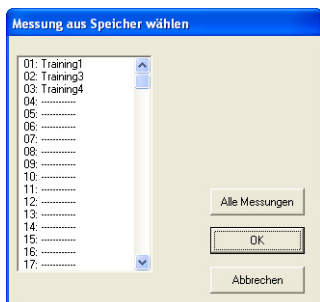 Messung aus Speicher wählen
01: Training1
02: Training3
03: Training4
04: -----------
05: -----------
06: -----------
07: -----------
08: -----------
09: -----------
10: -----------
11: -----------
12: -----------
13: -----------
14: -----------
15: -----------
16: -----------
17: -----------
Alle Messungen
OK
Abbrechen